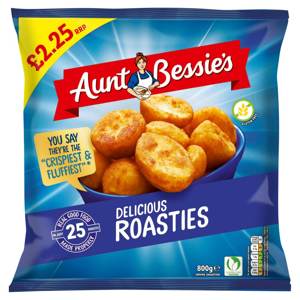 £2.25 RRP
Aunt Bessie's
YOU SAY
THEY'RE THE
"CRISPIEST &
FLUFFIEST"*
REAL GOOD FOOD
25
MADE PROPERLY
DELICIOUS
ROASTIES
800g e